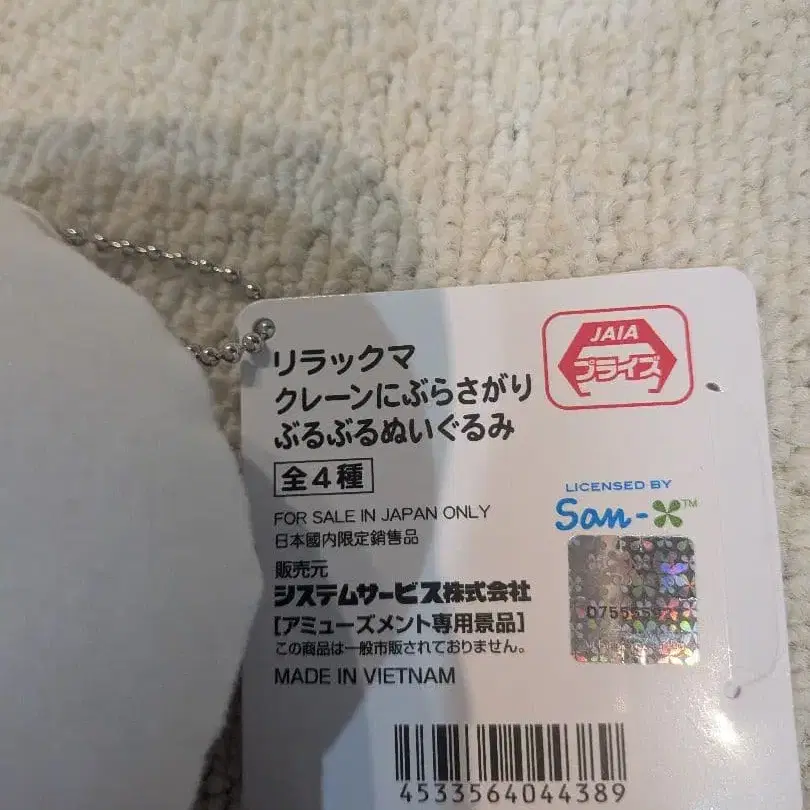 リラックマ
クレーンにぶらさがり
ぶるぶるぬいぐるみ
全4種
FOR SALE IN JAPAN ONLY
日本國内限定銷售品
販売元
システムサービス株式会社
[アミューズメント専用景品]
この商品は一般市販されておりません。
MADE IN VIETNAM
JAIA
プライズ
LICENSED BY
San-X™
4533564044389